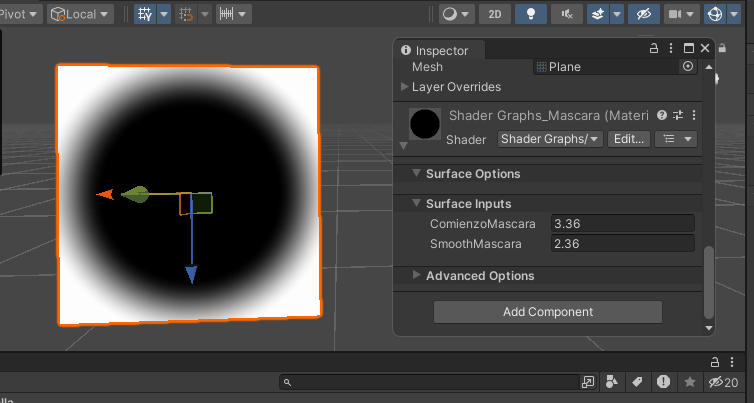 Pivot
Local
2D
Inspector
Mesh
Plane
Layer Overrides
Shader Graphs_Mascara (Materi
Shader
Shader Graphs/
Edit...
Surface Options
Surface Inputs
ComienzoMascara
3.36
SmoothMascara
2.36
Advanced Options
Add Component
20